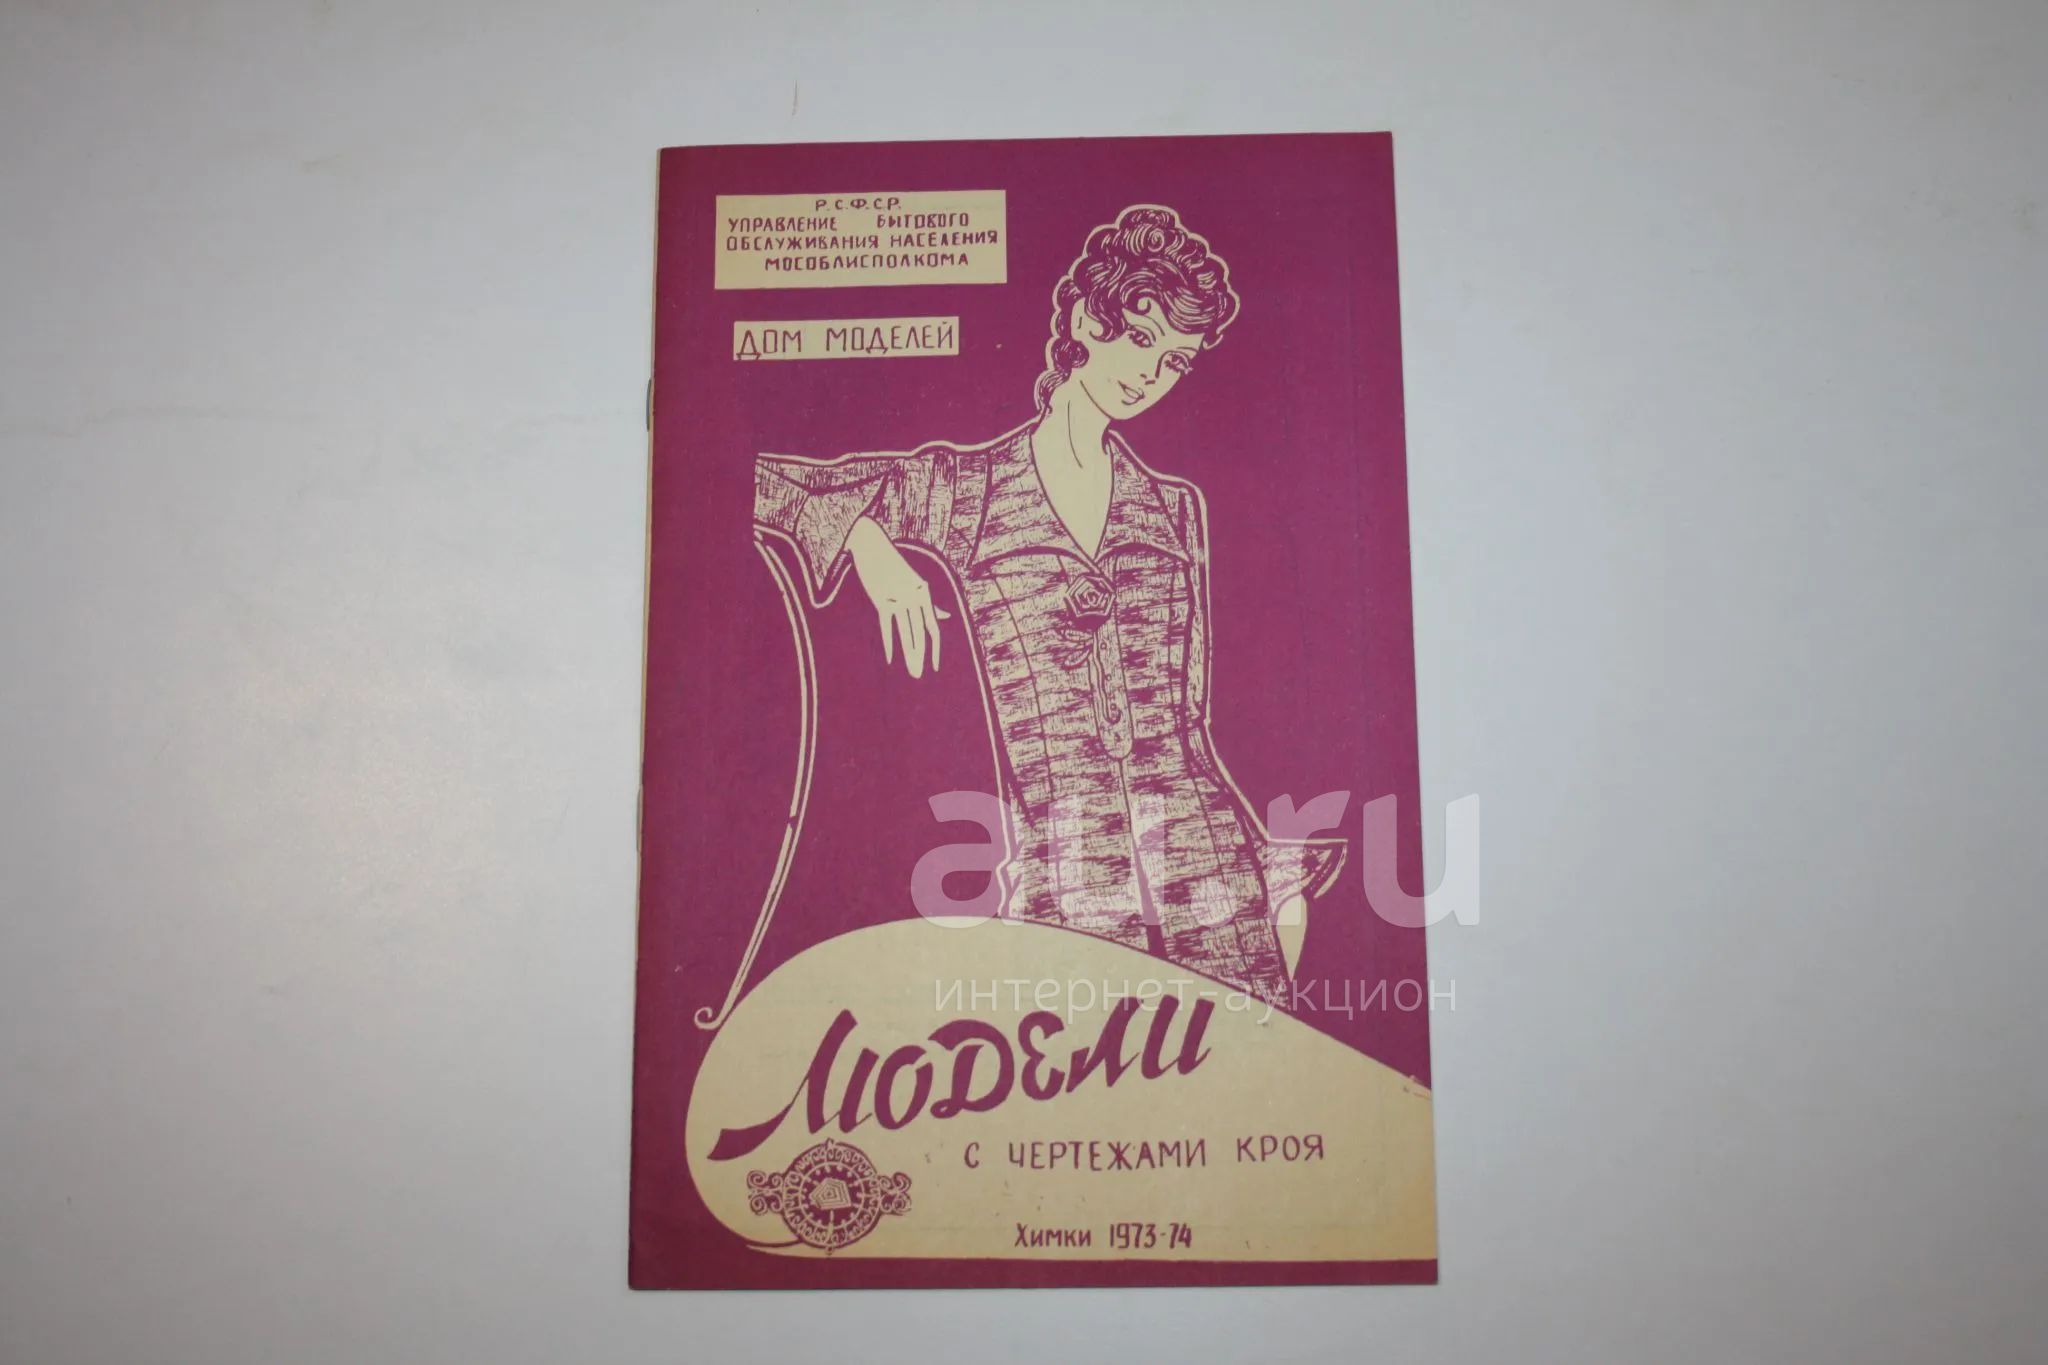 Р.С.Ф.С.Р.
УПРАВЛЕНИЕ БЫТОВОГО
ОБСЛУЖИВАНИЯ НАСЕЛЕНИЯ
МОСОБЛИСПОЛКОМА
ДОМ МОДЕЛЕЙ
au.ru
интернет-аукцион
МОДЕЛИ
С ЧЕРТЕЖАМИ КРОЯ
Химки 1973-74